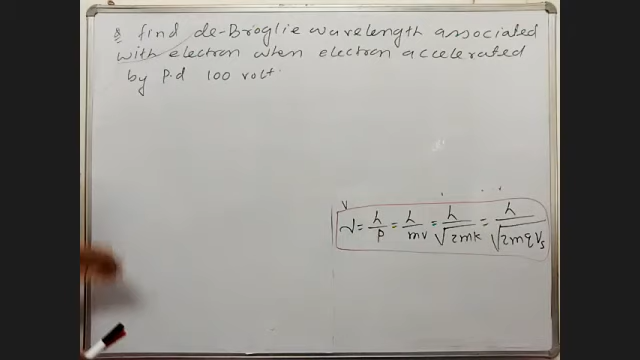 Q find de-Broglie wavelength associated
with electron when electron accelerated
by P.d 100 volt.
λ = h/p = h/mv = h/√2mk = h/√2mqVs